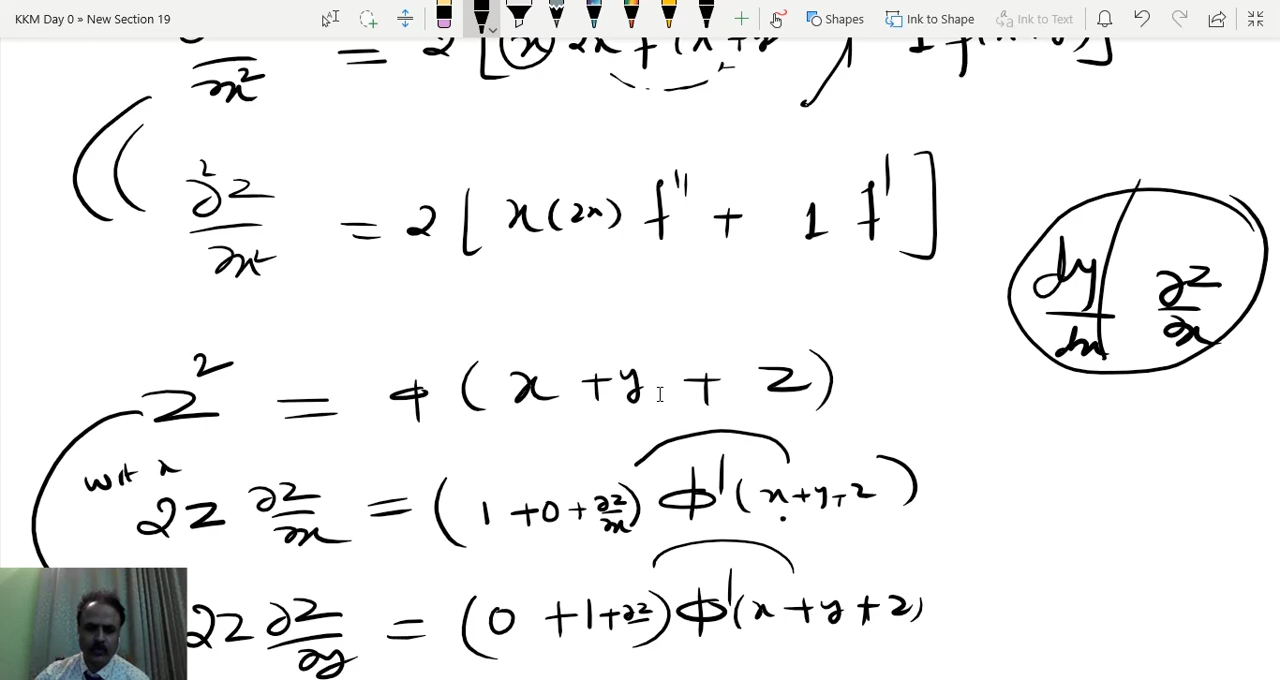 KKM Day 0 » New Section 19
Shapes Ink to Shape Ink to Text
∂²z/∂x² = 2 [ x(2x) f'' + 1 f' ]
dy/dx ∂z/∂x
z² = φ ( x + y + z )
wrt x
2z ∂z/∂x = ( 1 + 0 + ∂z/∂x ) φ' ( x + y + z )
2z ∂z/∂y = ( 0 + 1 + ∂z ) φ' ( x + y + z )